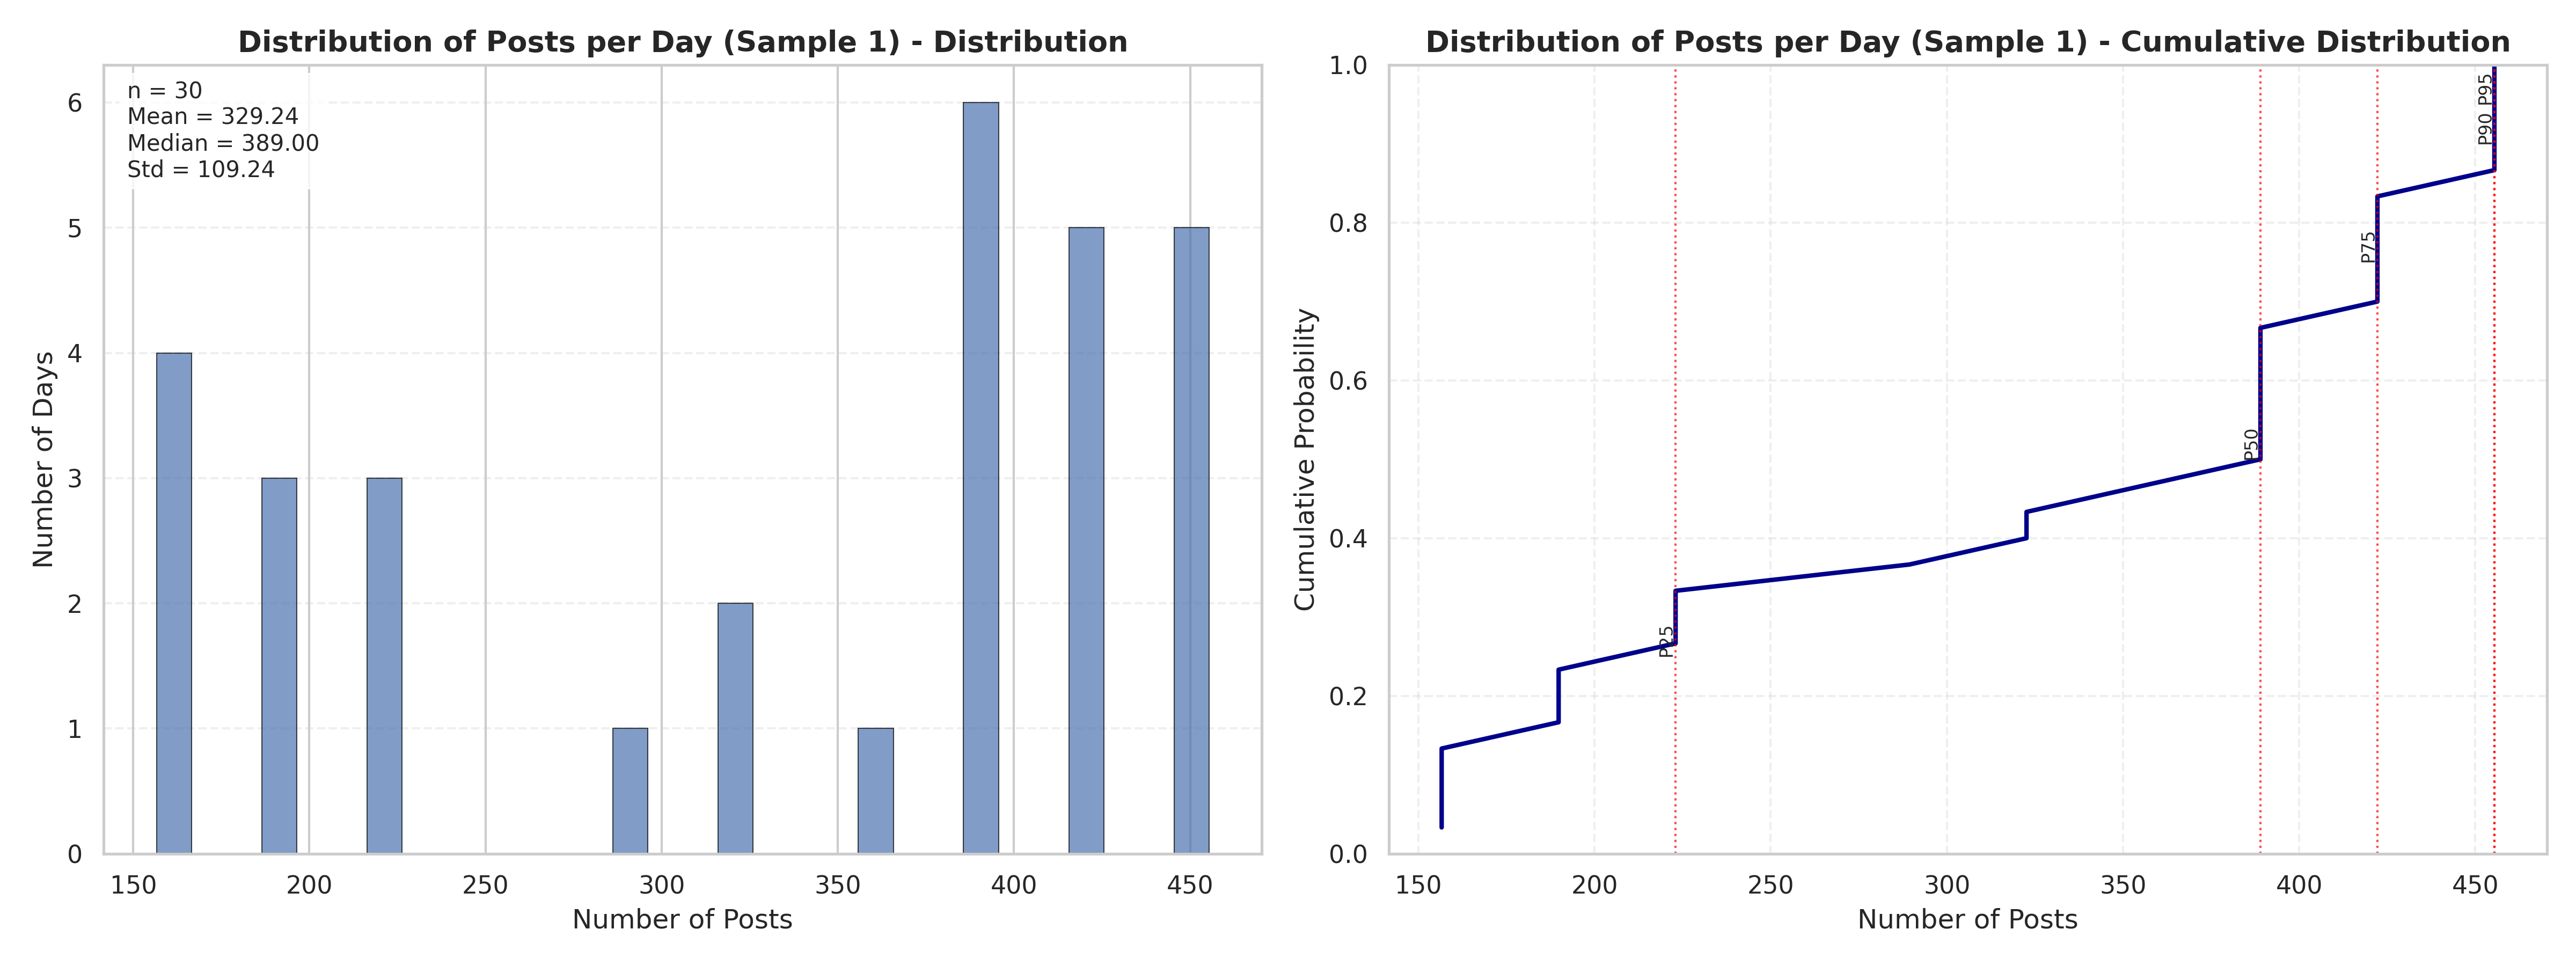 Distribution of Posts per Day (Sample 1) - Distribution
n = 30
Mean = 329.24
Median = 389.00
Std = 109.24
Number of Days
6
5
4
3
2
1
0
150 200 250 300 350 400 450
Number of Posts
Distribution of Posts per Day (Sample 1) - Cumulative Distribution
Cumulative Probability
1.0
0.8
0.6
0.4
0.2
0.0
P25
P50
P75
P90
P95
150 200 250 300 350 400 450
Number of Posts